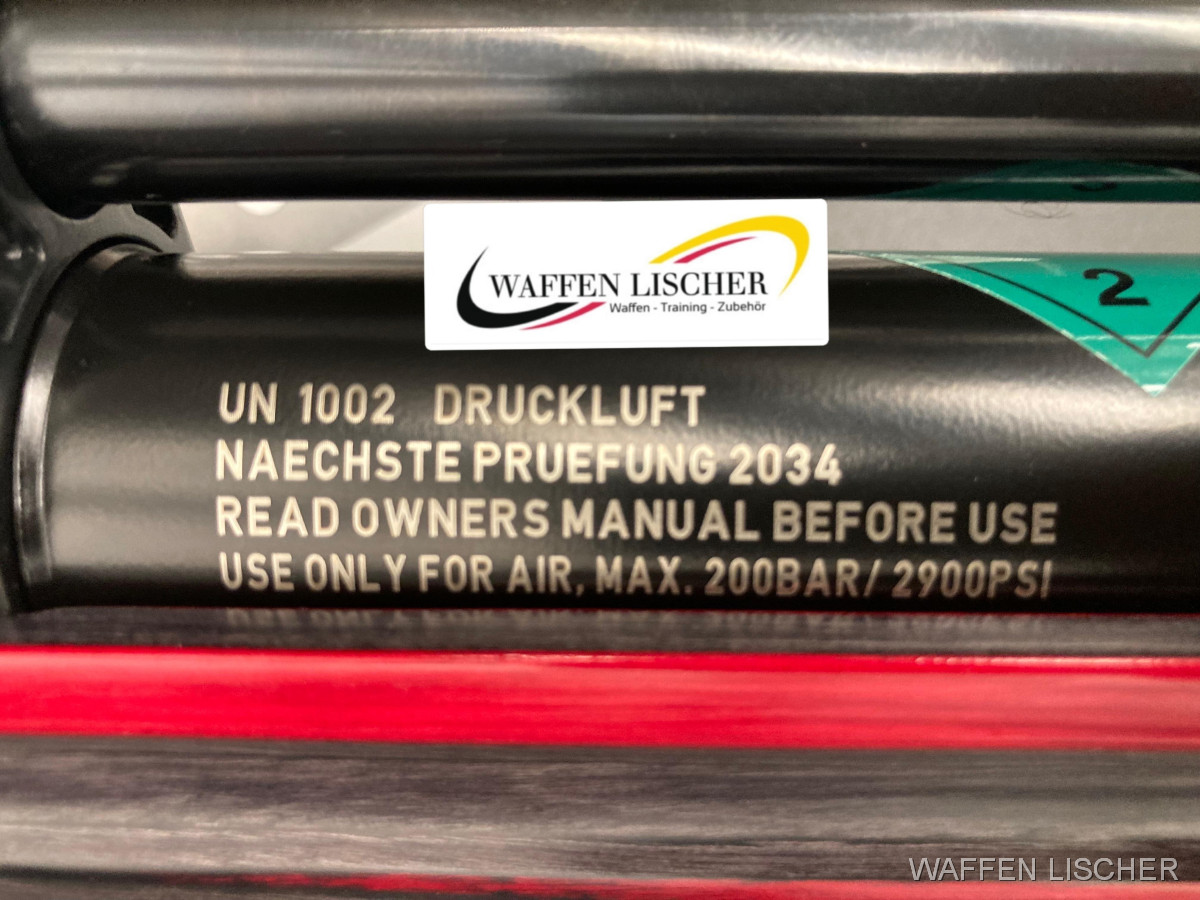 WAFFEN LISCHER
Waffen - Training - Zubehör
2
UN 1002 DRUCKLUFT
NAECHSTE PRUEFUNG 2034
READ OWNERS MANUAL BEFORE USE
USE ONLY FOR AIR, MAX. 200BAR/ 2900PSI
WAFFEN LISCHER